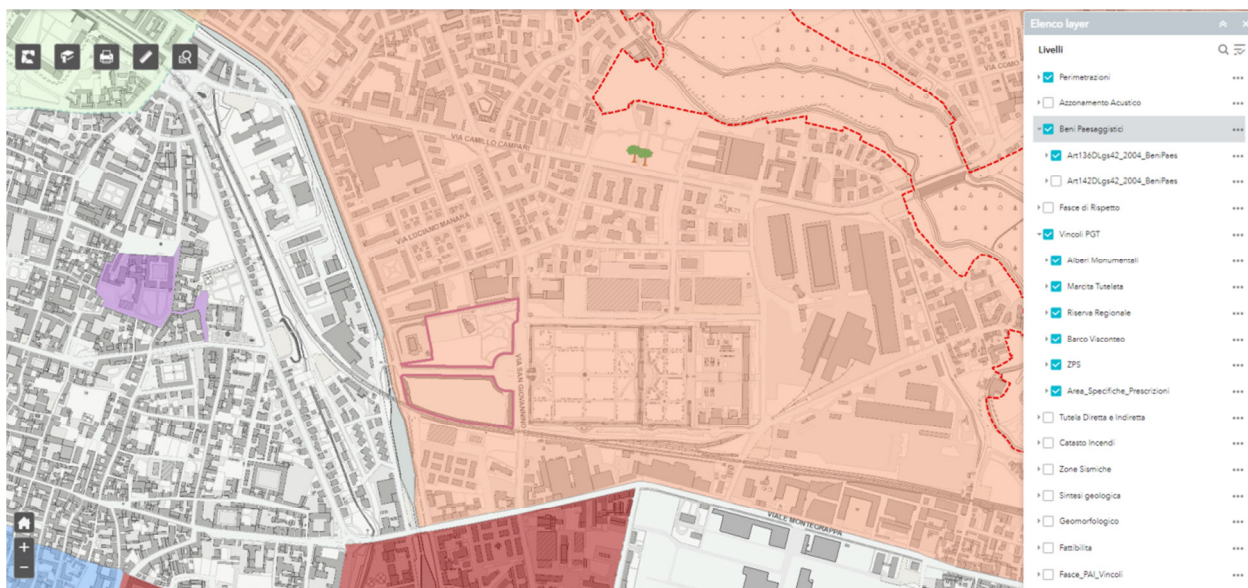 Elenco layer
Livelli
Perimetrazioni
Azzonamento Acustico
Beni Paesaggistici
Art136DLgs42_2004_BeniPaes
Art142DLgs42_2004_BeniPaes
Fasce di Rispetto
Vincoli PGT
Alberi Monumentali
Marcita Tutelata
Riserva Regionale
Barco Visconteo
ZPS
Area_Specifiche_Prescrizioni
Tutela Diretta e Indiretta
Catasto Incendi
Zone Sismiche
Sintesi geologica
Geomorfologico
Fattibilita
Fasce_PAI_Vincoli
VIA COMO
VIA CAMILLO CAMPARI
VIA LUCIANO MANARA
VIA SAN GIOVANNINO
VIALE MONTEGRAPPA